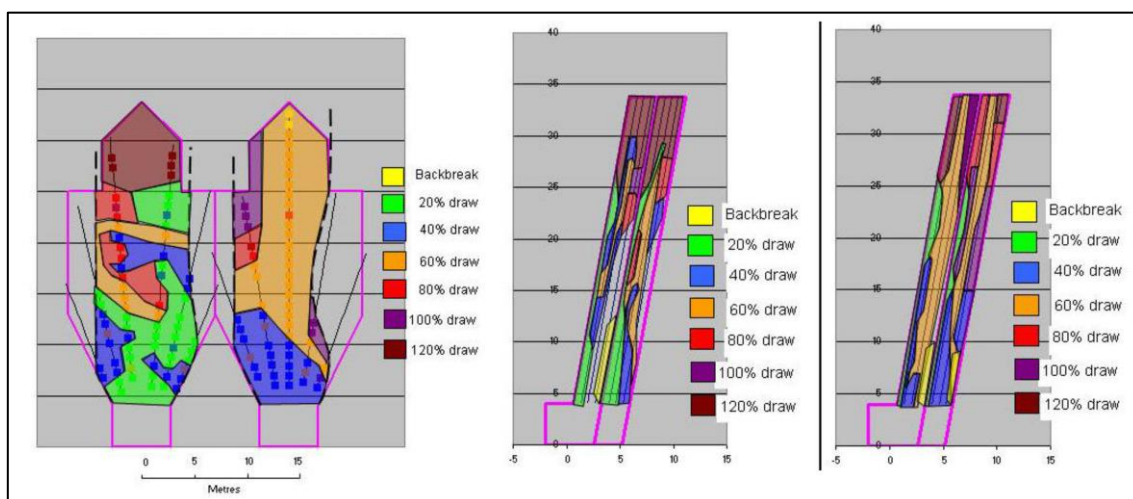 Backbreak
20% draw
40% draw
60% draw
80% draw
100% draw
120% draw
0 5 10 15
Metres
40
35
30
25
20
15
10
5
0
-5 0 5 10 15
Backbreak
20% draw
40% draw
60% draw
80% draw
100% draw
120% draw
40
35
30
25
20
15
10
5
0
-5 0 5 10 15
Backbreak
20% draw
40% draw
60% draw
80% draw
100% draw
120% draw